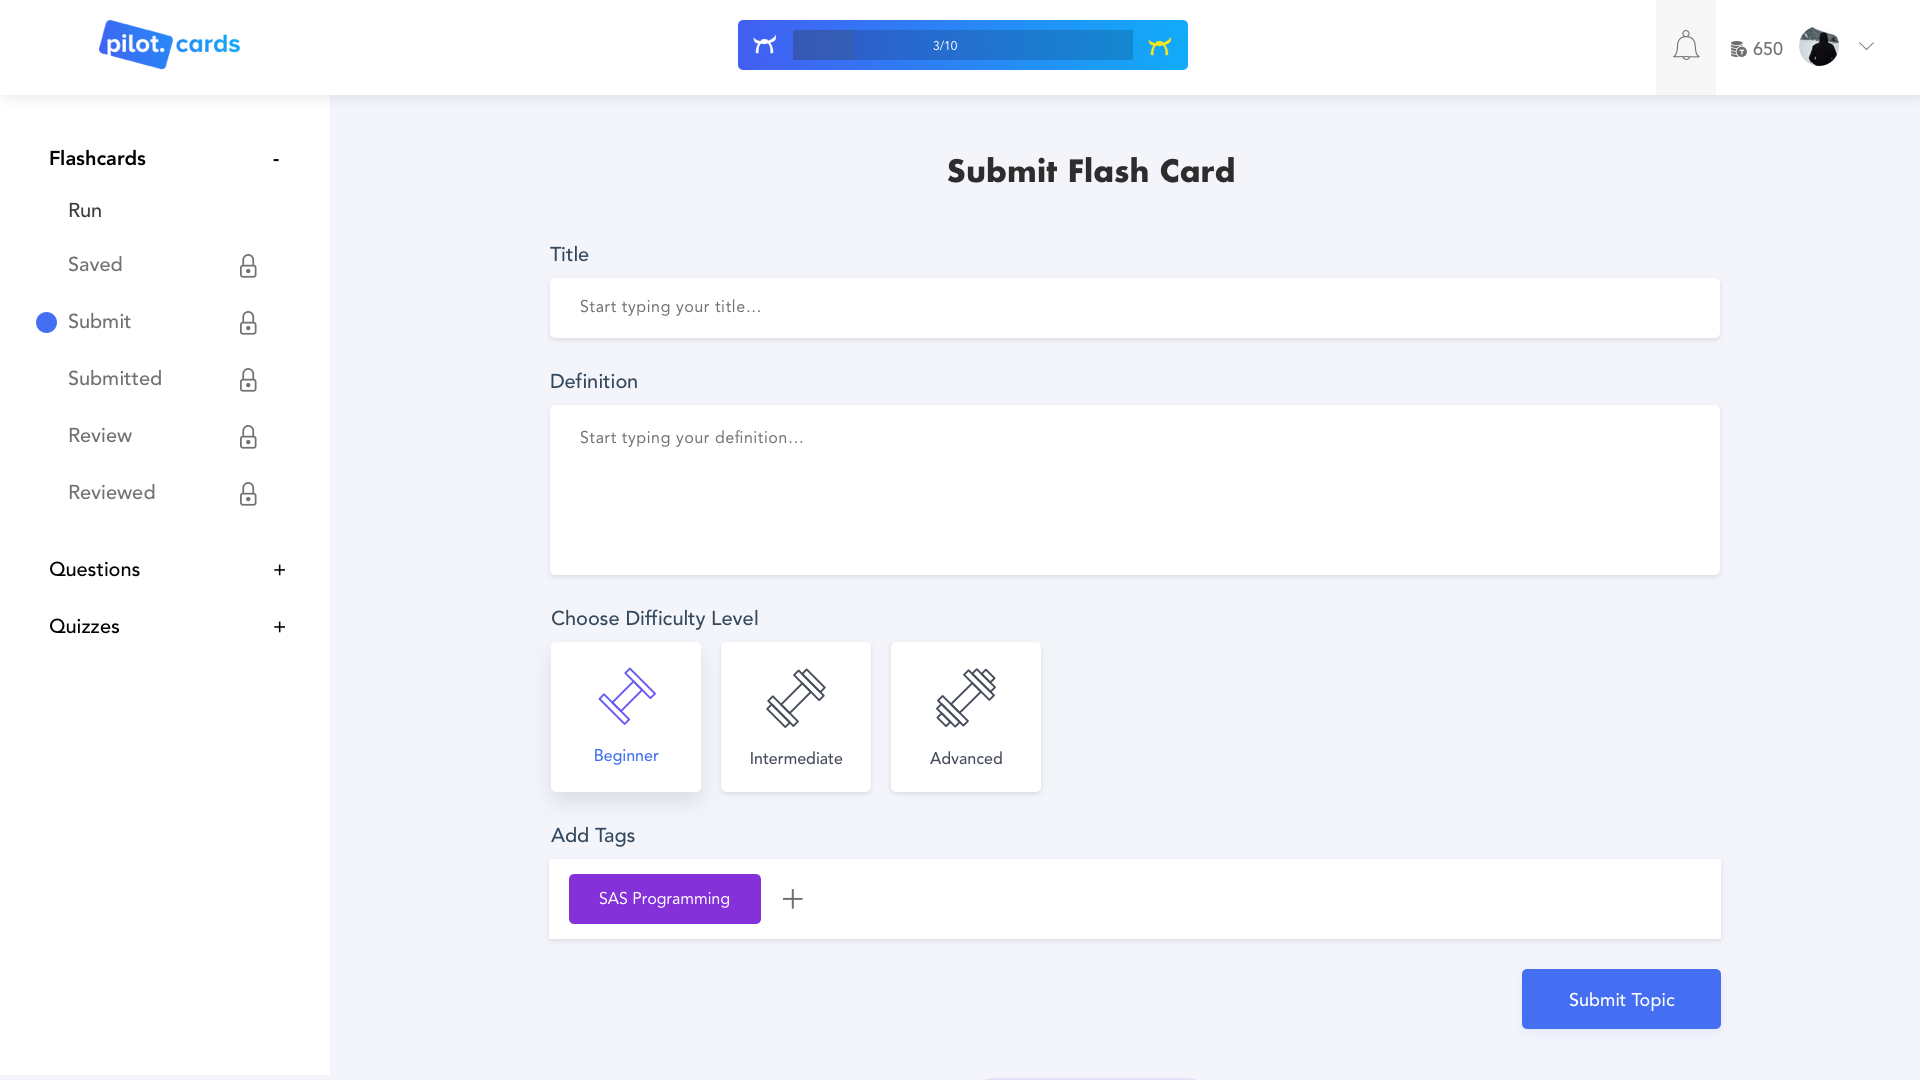 pilot. cards
3/10
650
Flashcards -
Run
Saved
Submit
Submitted
Review
Reviewed
Questions +
Quizzes +
Submit Flash Card
Title
Start typing your title...
Definition
Start typing your definition...
Choose Difficulty Level
Beginner
Intermediate
Advanced
Add Tags
SAS Programming
Submit Topic